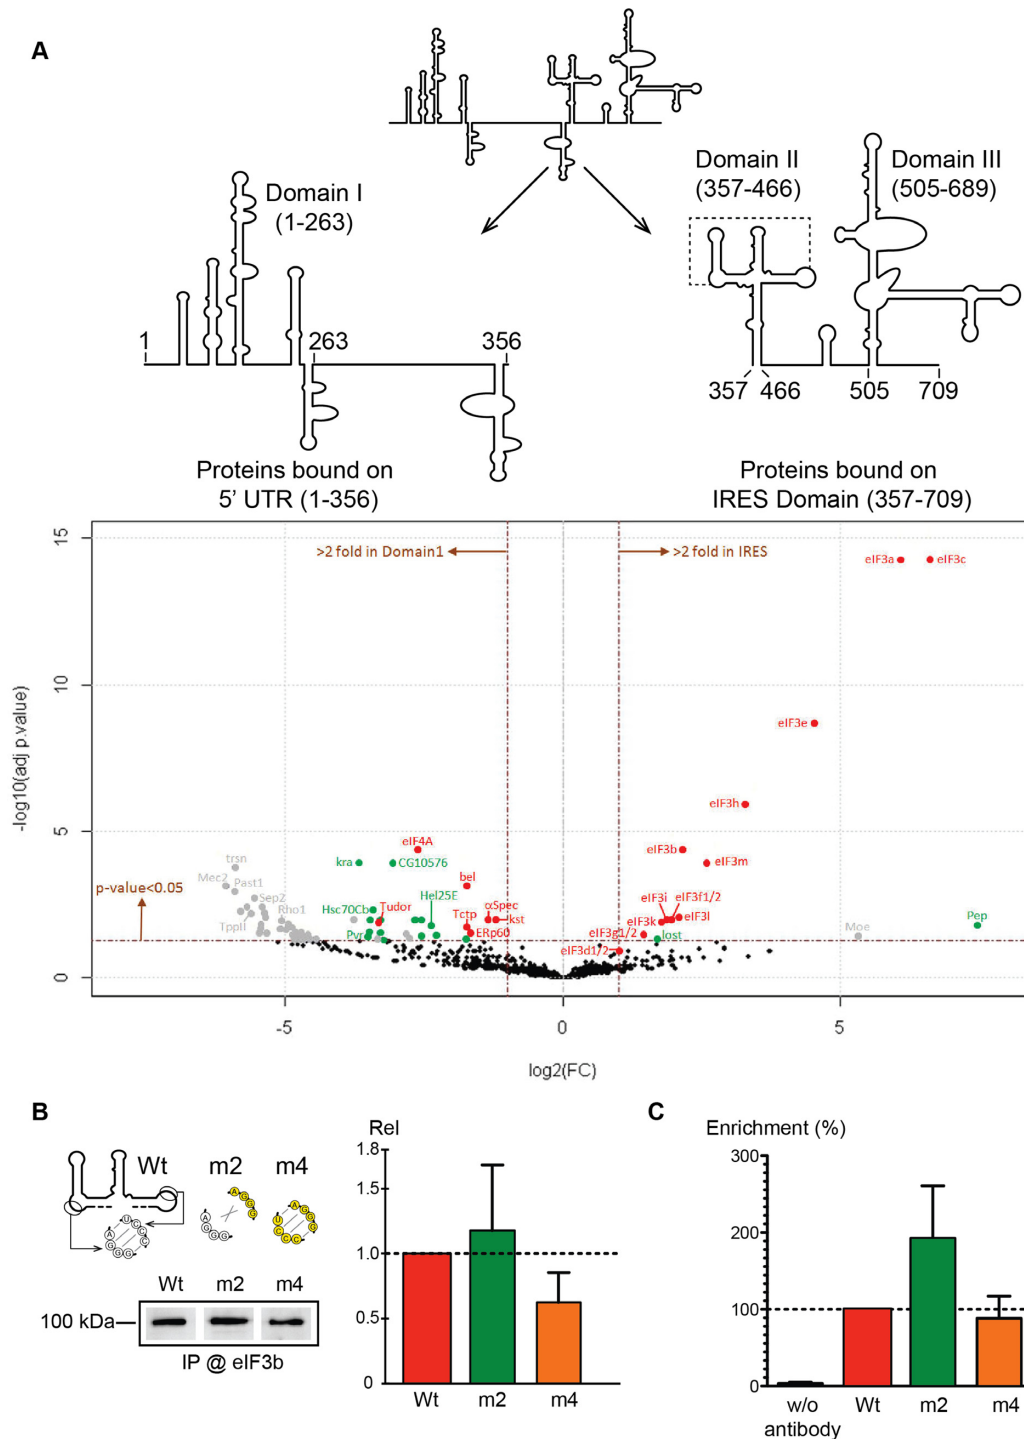 A
Domain I
(1-263)
Domain II
(357-466)
Domain III
(505-689)
1
263
356
357
466
505
709
Proteins bound on
5' UTR (1-356)
Proteins bound on
IRES Domain (357-709)
>2 fold in Domain1
>2 fold in IRES
p-value<0.05
-log10(adj p.value)
15
10
5
0
-5
0
5
log2(FC)
eIF3a
eIF3c
eIF3e
eIF3h
eIF3b
eIF3m
eIF3i
eIF3f1/2
eIF3k
eIF3l
eIF3g1/2
eIF3d1/2
lost
Moe
Pep
eIF4A
kra
CG10576
bel
trsn
Mec2
Past1
Sep2
Rho1
TppII
Hsc70Cb
Tudor
Hel25E
Pvr
Tctp
αSpec
kst
ERp60
B
Wt
m2
m4
U
C
C
C
A
G
G
G
A
G
G
G
A
G
G
G
A
G
G
G
U
C
C
C
Wt
m2
m4
100 kDa
IP @ eIF3b
Rel
1.8
1.0
0.5
0
Wt
m2
m4
C
Enrichment (%)
300
200
100
0
w/o
antibody
Wt
m2
m4